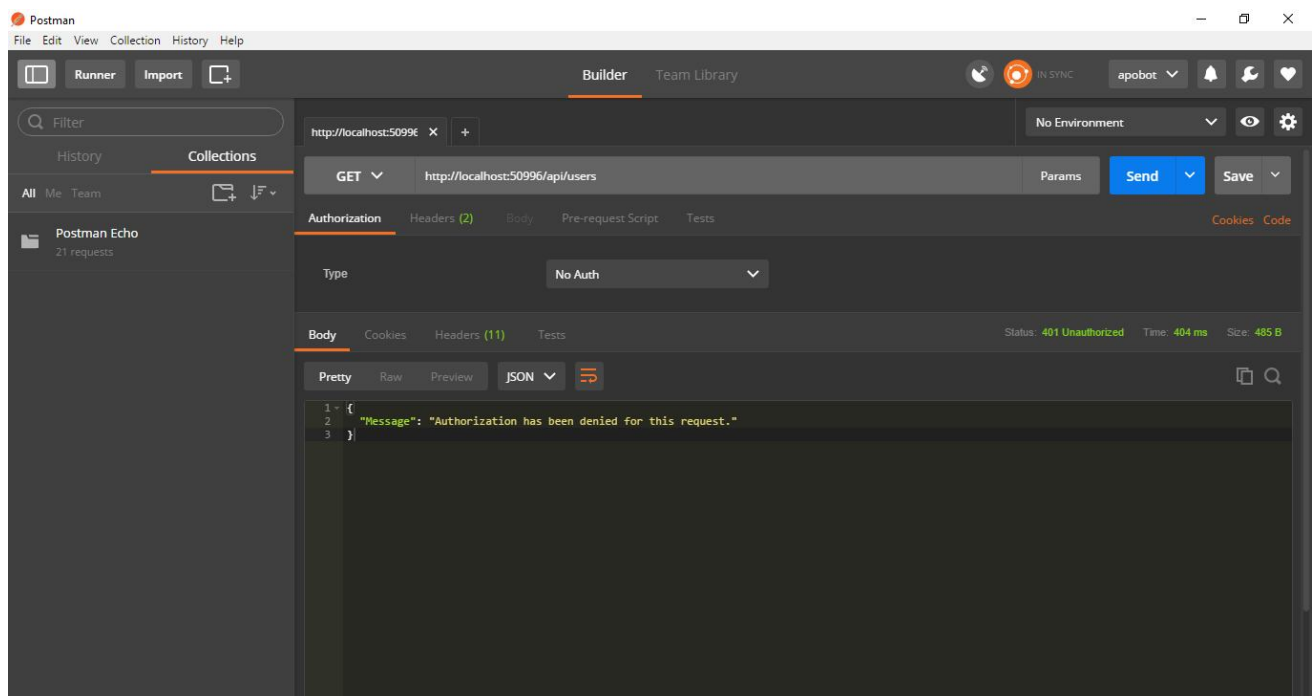 Postman
File Edit View Collection History Help
Runner Import Builder Team Library IN SYNC apobot
Filter
http://localhost:5099 No Environment
History Collections
GET http://localhost:50996/api/users Params Send Save
All Me Team
Authorization Headers (2) Body Pre-request Script Tests Cookies Code
Postman Echo
21 requests
Type No Auth
Body Cookies Headers (11) Tests Status: 401 Unauthorized Time: 404 ms Size: 485 B
Pretty Raw Preview JSON
1 {
2 "Message": "Authorization has been denied for this request."
3 }